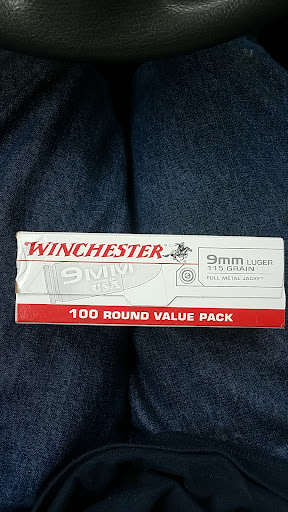 WINCHESTER
9mm LUGER
115 GRAIN
FULL METAL JACKET
9MM
USA
100 ROUND VALUE PACK